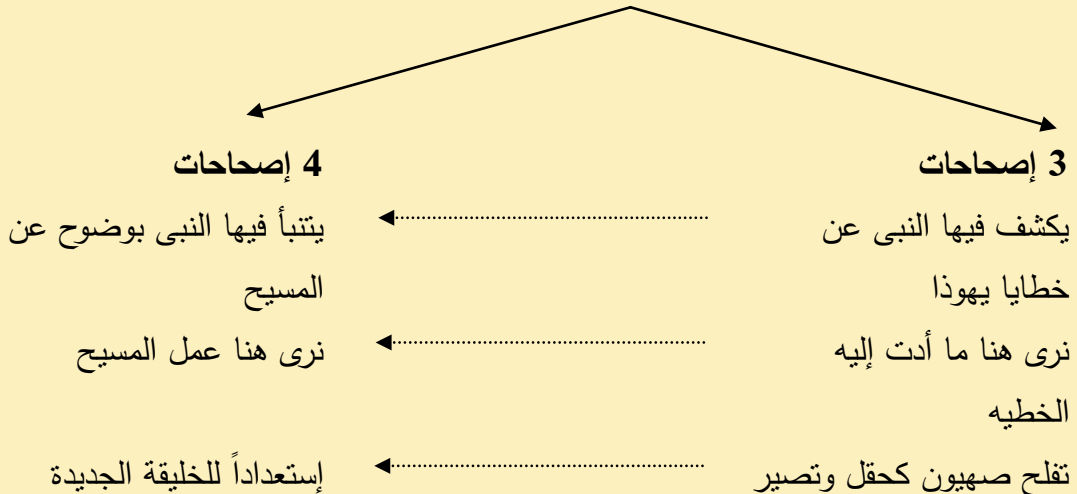 3 إصحاحات
4 إصحاحات
يكشف فيها النبى عن
يتنبأ فيها النبى بوضوح عن
خطايا يهوذا
المسيح
نرى هنا ما أدت إليه
نرى هنا عمل المسيح
الخطيه
تفلح صهيون كحقل وتصير
إستعداداً للخليقة الجديدة